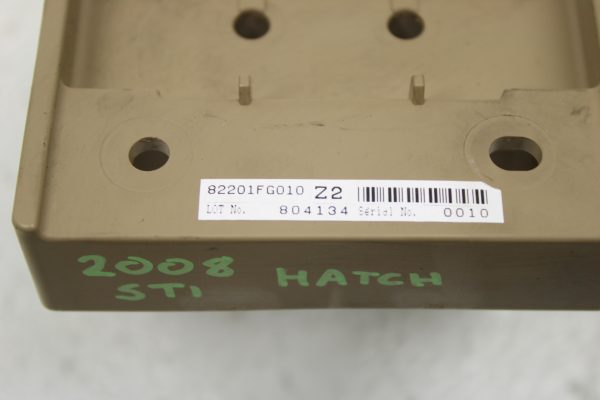 82201FG010 Z2
LOT No. 804134 Serial No. 0010
2008 HATCH
STI